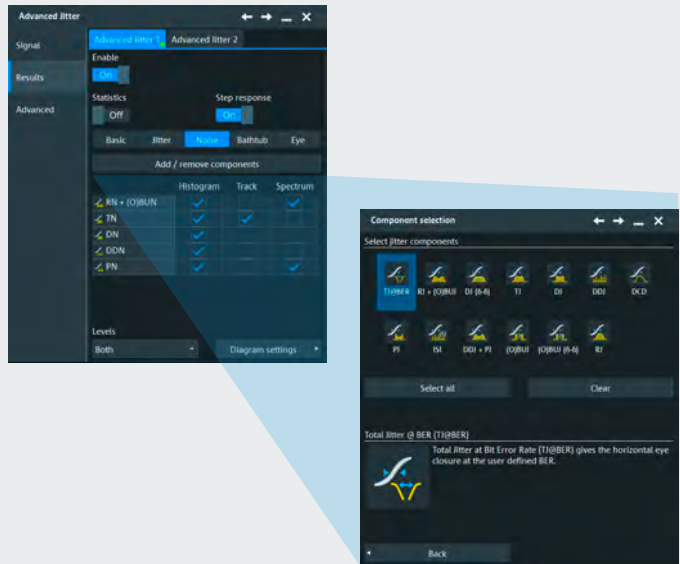 Advanced Jitter
Signal
Results
Advanced
Advanced Jitter 1
Advanced Jitter 2
Enable
On
Statistics
Step response
Off
On
Basic
Jitter
Noise
Bathtub
Eye
Add / remove components
Histogram
Track
Spectrum
RN + (O)BUN
TN
DN
DDN
PN
Levels
Both
Diagram settings
Component selection
Select jitter components
TJ@BER
RJ + (O)BUJ
DJ (δ-δ)
TJ
DJ
DDJ
DCD
PJ
ISI
DDJ + PJ
(O)BUJ
(O)BUJ (δ-δ)
RJ
Select all
Clear
Total Jitter @ BER (TJ@BER)
Total Jitter at Bit Error Rate (TJ@BER) gives the horizontal eye
closure at the user defined BER.
Back